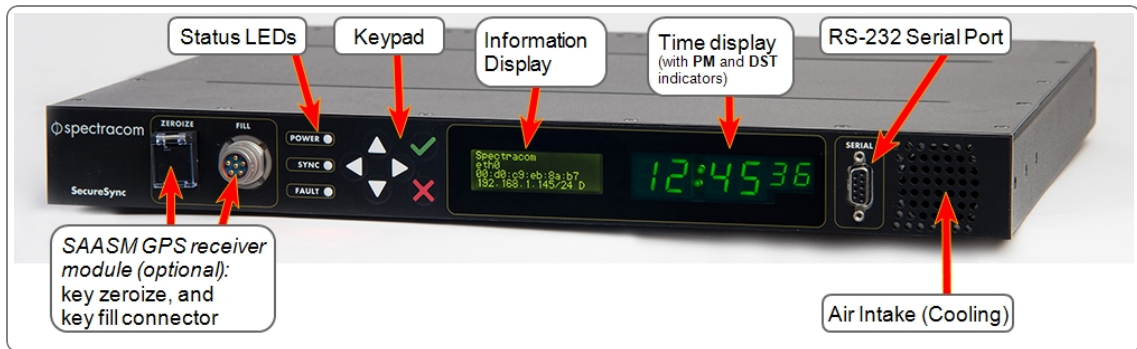 Status LEDs
Keypad
Information
Display
Time display
(with PM and DST
indicators)
RS-232 Serial Port
spectracom
ZEROIZE
FILL
POWER
SYNC
FAULT
SecureSync
Spectracom
eth0
00:d0:c9:eb:8a:b7
192.168.1.145/24 D
12:45 36
SERIAL
SAASM GPS receiver
module (optional):
key zeroize, and
key fill connector
Air Intake (Cooling)